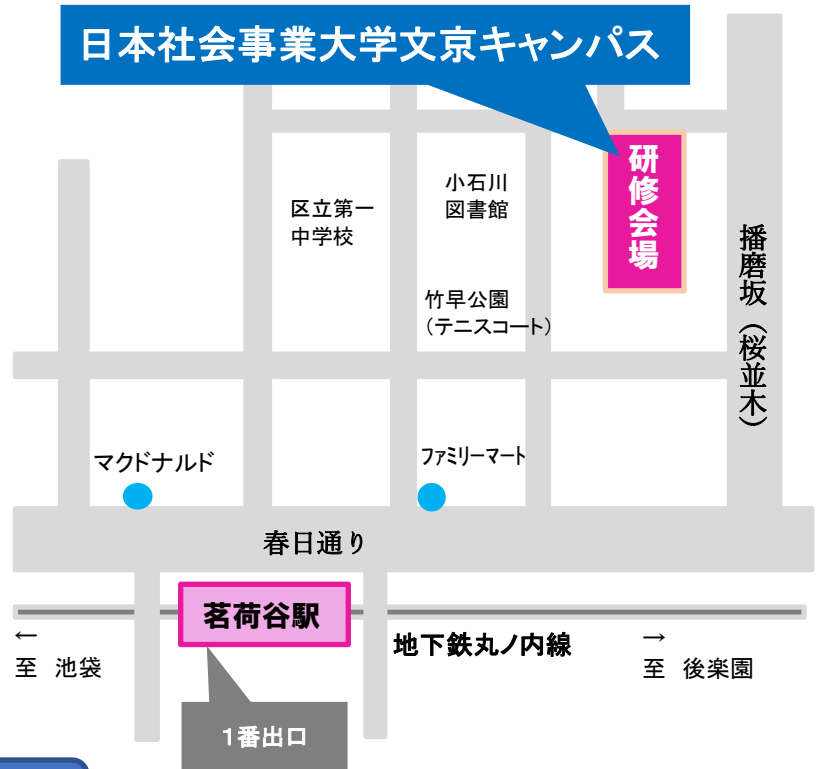 日本社会事業大学文京キャンパス
研修会場
小石川
図書館
区立第一
中学校
播磨坂（桜並木）
竹早公園
（テニスコート）
マクドナルド
ファミリーマート
春日通り
茗荷谷駅
地下鉄丸ノ内線
←
至 池袋
→
至 後楽園
１番出口